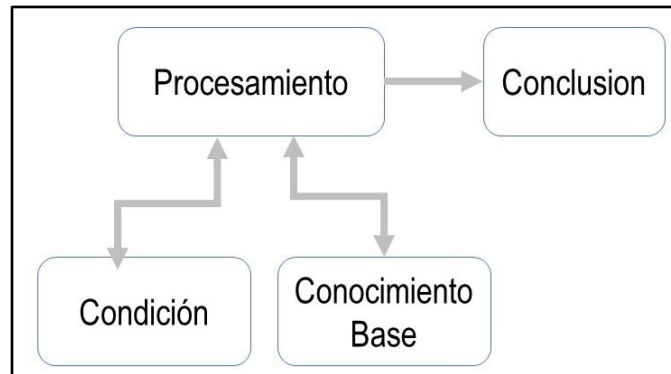 Procesamiento
Conclusion
Condición
Conocimiento
Base